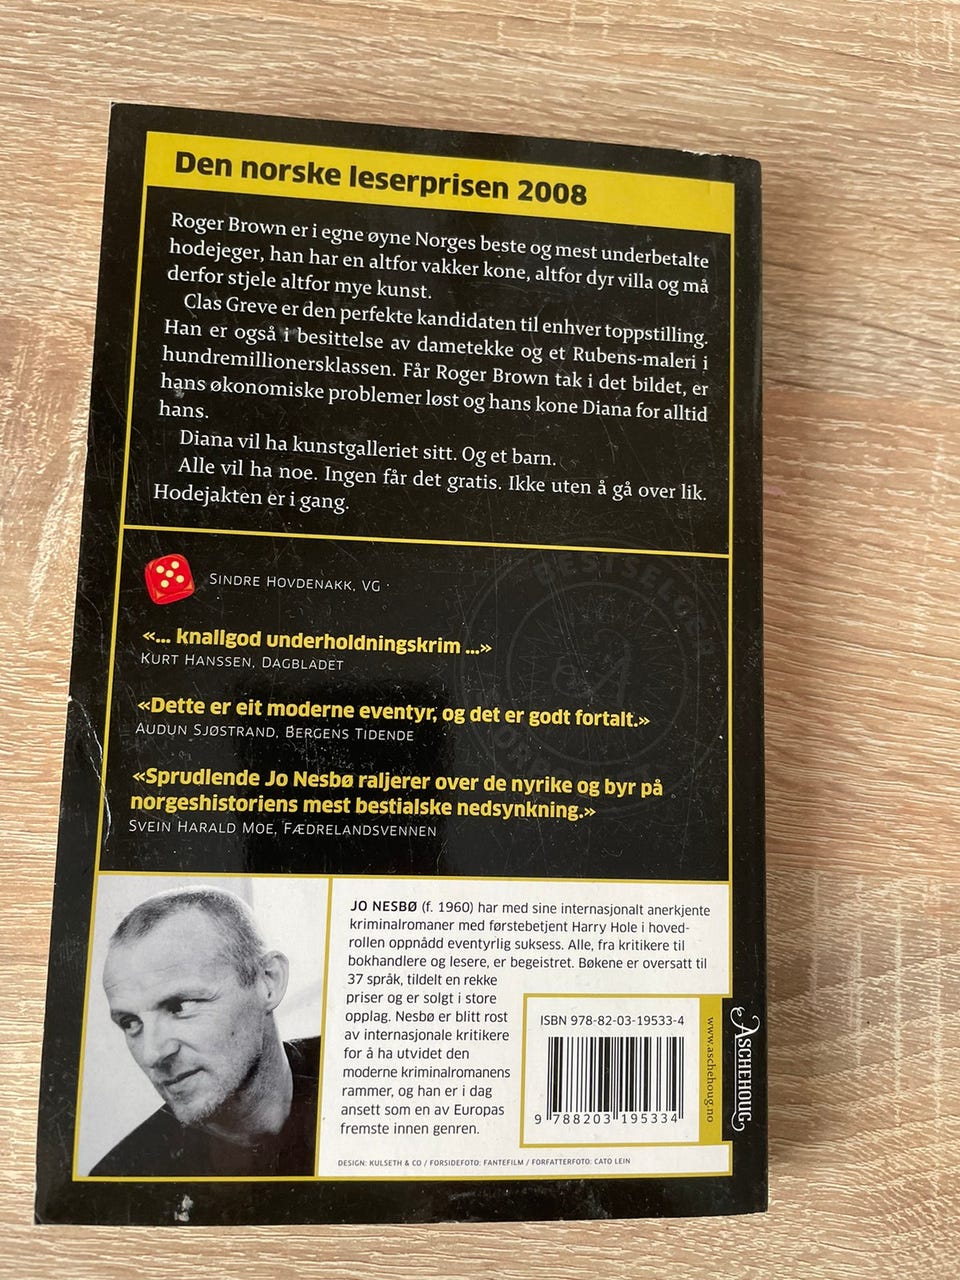 Den norske leserprisen 2008
Roger Brown er i egne øyne Norges beste og mest underbetalte
hodejeger, han har en altfor vakker kone, altfor dyr villa og må
derfor stjele altfor mye kunst.
Clas Greve er den perfekte kandidaten til enhver toppstilling.
Han er også i besittelse av dametekke og et Rubens-maleri i
hundremillionersklassen. Får Roger Brown tak i det bildet, er
hans økonomiske problemer løst og hans kone Diana for alltid
hans.
Diana vil ha kunstgalleriet sitt. Og et barn.
Alle vil ha noe. Ingen får det gratis. Ikke uten å gå over lik.
Hodejakten er i gang.
SINDRE HOVDENAKK, VG
«... knallgod underholdningskrim ...»
KURT HANSSEN, DAGBLADET
«Dette er eit moderne eventyr, og det er godt fortalt.»
AUDUN SJØSTRAND, BERGENS TIDENDE
«Sprudlende Jo Nesbø raljerer over de nyrike og byr på
norgeshistoriens mest bestialske nedsynkning.»
SVEIN HARALD MOE, FÆDRELANDSVENNEN
BESTSELGER
JO NESBØ (f. 1960) har med sine internasjonalt anerkjente
kriminalromaner med førstebetjent Harry Hole i hoved-
rollen oppnådd eventyrlig suksess. Alle, fra kritikere til
bokhandlere og lesere, er begeistret. Bøkene er oversatt til
37 språk, tildelt en rekke
priser og er solgt i store
opplag. Nesbø er blitt rost
av internasjonale kritikere
for å ha utvidet den
moderne kriminalromanens
rammer, og han er i dag
ansett som en av Europas
fremste innen genren.
ISBN 978-82-03-19533-4
9 788203 195334
www.aschehoug.no
ASCHEHOUG
DESIGN: KULSETH & CO / FORSIDEFOTO: FANTEFILM / FORFATTERFOTO: CATO LEIN